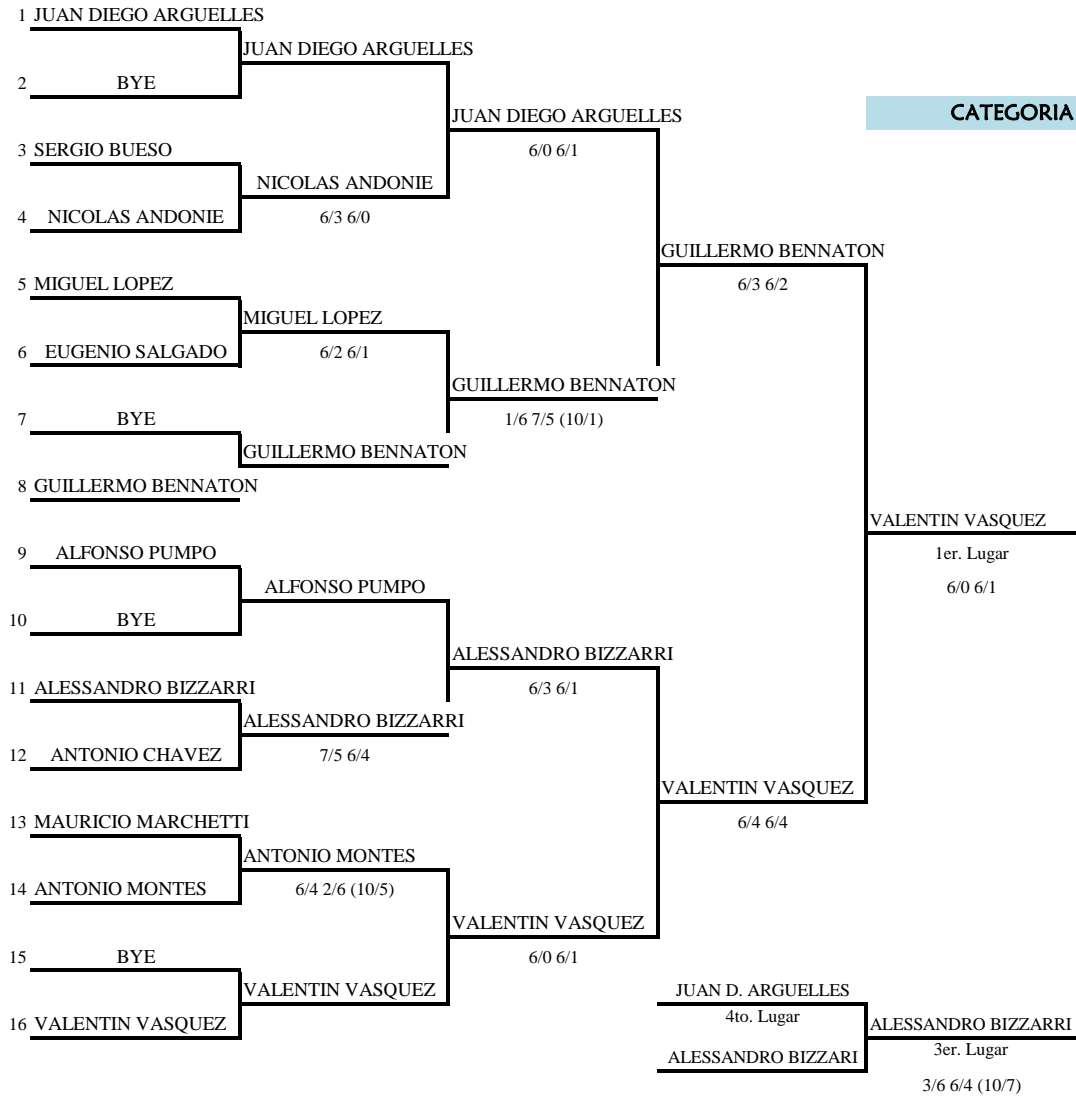 1 JUAN DIEGO ARGUELLES
JUAN DIEGO ARGUELLES
2 BYE
JUAN DIEGO ARGUELLES
CATEGORIA
3 SERGIO BUESO
6/0 6/1
NICOLAS ANDONIE
4 NICOLAS ANDONIE
6/3 6/0
GUILLERMO BENNATON
5 MIGUEL LOPEZ
6/3 6/2
MIGUEL LOPEZ
6 EUGENIO SALGADO
6/2 6/1
GUILLERMO BENNATON
7 BYE
1/6 7/5 (10/1)
GUILLERMO BENNATON
8 GUILLERMO BENNATON
VALENTIN VASQUEZ
9 ALFONSO PUMPO
1er. Lugar
ALFONSO PUMPO
6/0 6/1
10 BYE
ALESSANDRO BIZZARRI
11 ALESSANDRO BIZZARRI
6/3 6/1
ALESSANDRO BIZZARRI
12 ANTONIO CHAVEZ
7/5 6/4
VALENTIN VASQUEZ
13 MAURICIO MARCHETTI
6/4 6/4
ANTONIO MONTES
14 ANTONIO MONTES
6/4 2/6 (10/5)
VALENTIN VASQUEZ
15 BYE
6/0 6/1
VALENTIN VASQUEZ
JUAN D. ARGUELLES
4to. Lugar
16 VALENTIN VASQUEZ
ALESSANDRO BIZZARRI
3er. Lugar
ALESSANDRO BIZZARI
3/6 6/4 (10/7)